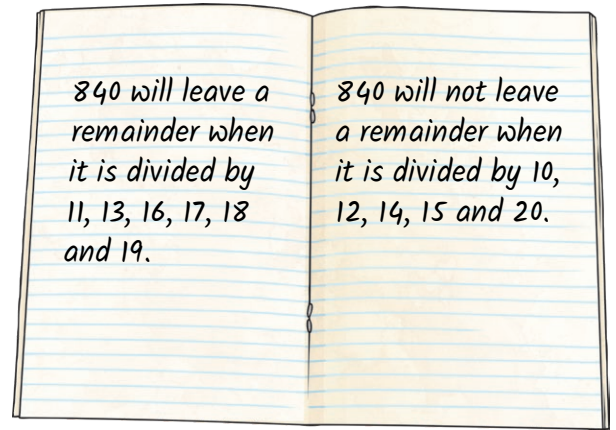 840 will leave a
remainder when
it is divided by
11, 13, 16, 17, 18
and 19.
840 will not leave
a remainder when
it is divided by 10,
12, 14, 15 and 20.